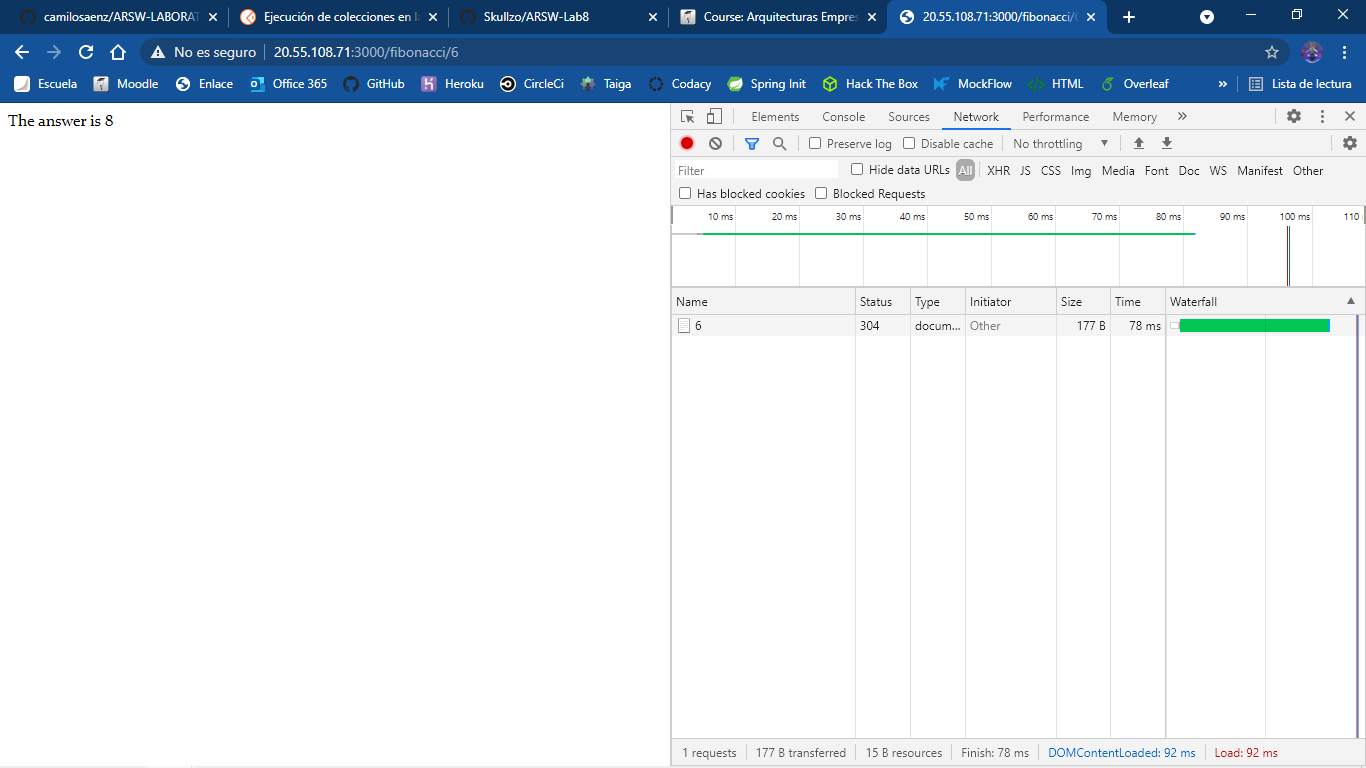 camilosaenz/ARSW-LABORAT
Ejecución de colecciones en la
Skullzo/ARSW-Lab8
Course: Arquitecturas Empres
20.55.108.71:3000/fibonacci/6
No es seguro 20.55.108.71:3000/fibonacci/6
Escuela Moodle Enlace Office 365 GitHub Heroku CircleCi Taiga Codacy Spring Init Hack The Box MockFlow HTML Overleaf » Lista de lectura
The answer is 8
Elements Console Sources Network Performance Memory »
Preserve log Disable cache No throttling
Filter Hide data URLs All XHR JS CSS Img Media Font Doc WS Manifest Other
Has blocked cookies Blocked Requests
10 ms 20 ms 30 ms 40 ms 50 ms 60 ms 70 ms 80 ms 90 ms 100 ms 110
Name Status Type Initiator Size Time Waterfall
6 304 docum... Other 177 B 78 ms
1 requests 177 B transferred 15 B resources Finish: 78 ms DOMContentLoaded: 92 ms Load: 92 ms